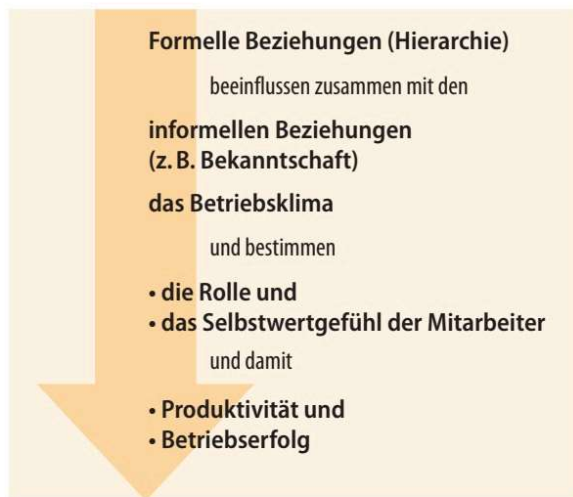 Formelle Beziehungen (Hierarchie)
beeinflussen zusammen mit den
informellen Beziehungen
(z. B. Bekanntschaft)
das Betriebsklima
und bestimmen
• die Rolle und
• das Selbstwertgefühl der Mitarbeiter
und damit
• Produktivität und
• Betriebserfolg